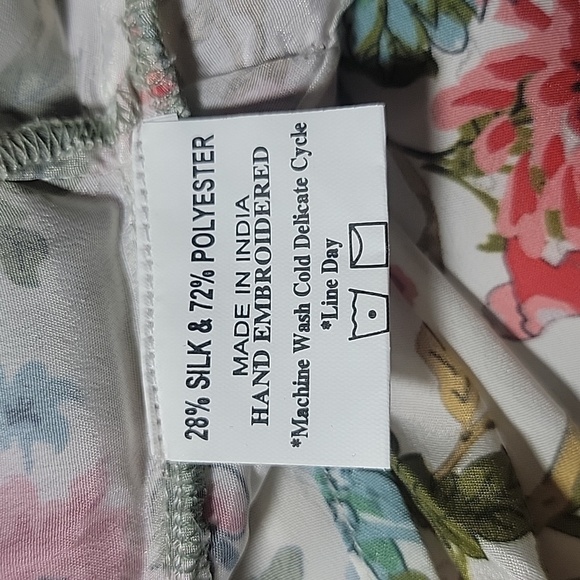 28% SILK & 72% POLYESTER
MADE IN INDIA
HAND EMBROIDERED
*Machine Wash Cold Delicate Cycle
*Line Day